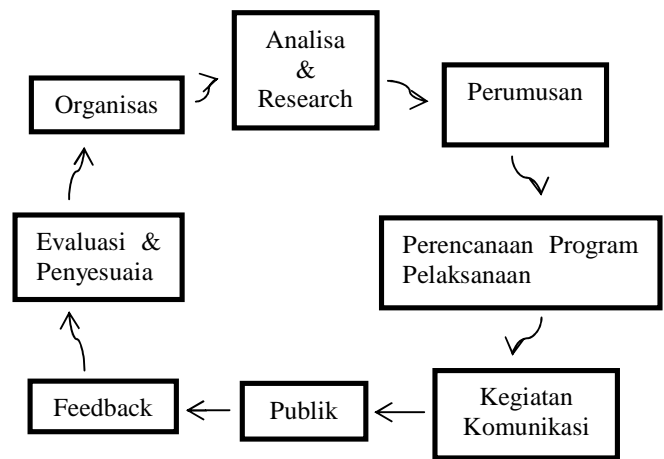 Analisa
&
Research
Organisas
Perumusan
Evaluasi &
Penyesuaia
Perencanaan Program
Pelaksanaan
Feedback
Publik
Kegiatan
Komunikasi